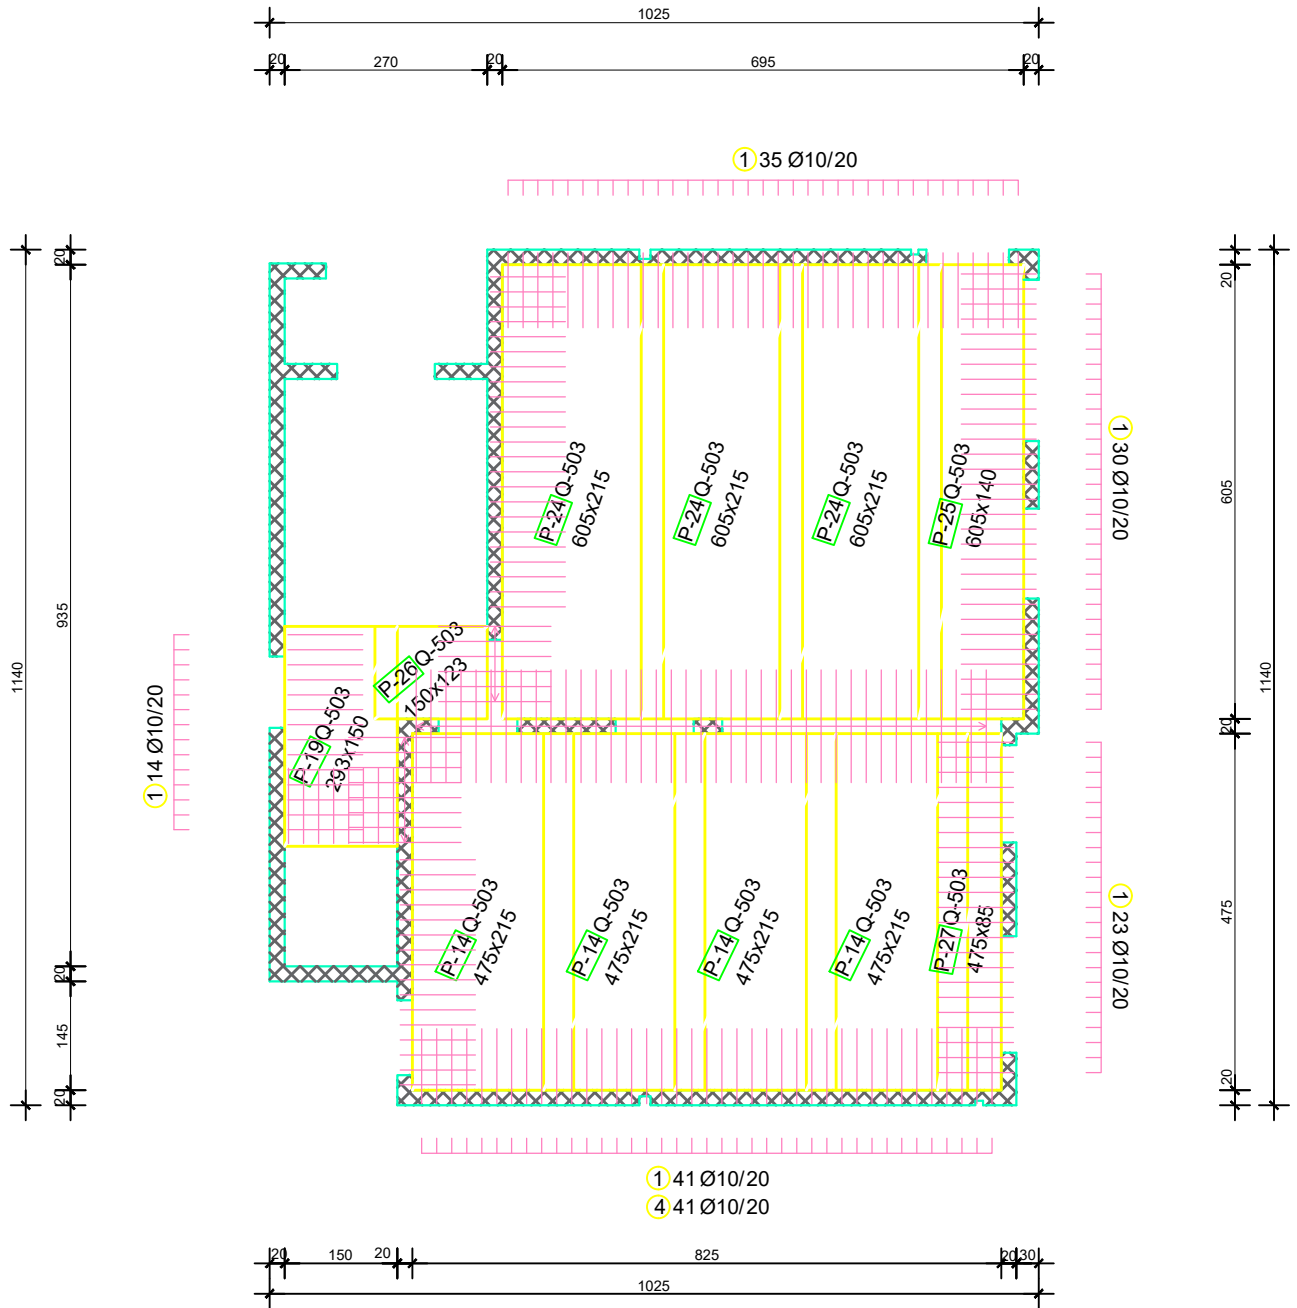 1025
20
270
20
695
20
1 35 Ø10/20
1140
20
935
20
145
20
20
605
20
475
20
1140
1 30 Ø10/20
1 23 Ø10/20
1 14 Ø10/20
P-24 Q-503
605x215
P-24 Q-503
605x215
P-24 Q-503
605x215
P-25 Q-503
605x140
P-26 Q-503
150x123
P-19 Q-503
293x150
P-14 Q-503
475x215
P-14 Q-503
475x215
P-14 Q-503
475x215
P-14 Q-503
475x215
P-27 Q-503
475x85
1 41 Ø10/20
4 41 Ø10/20
20
150
20
825
20
30
1025